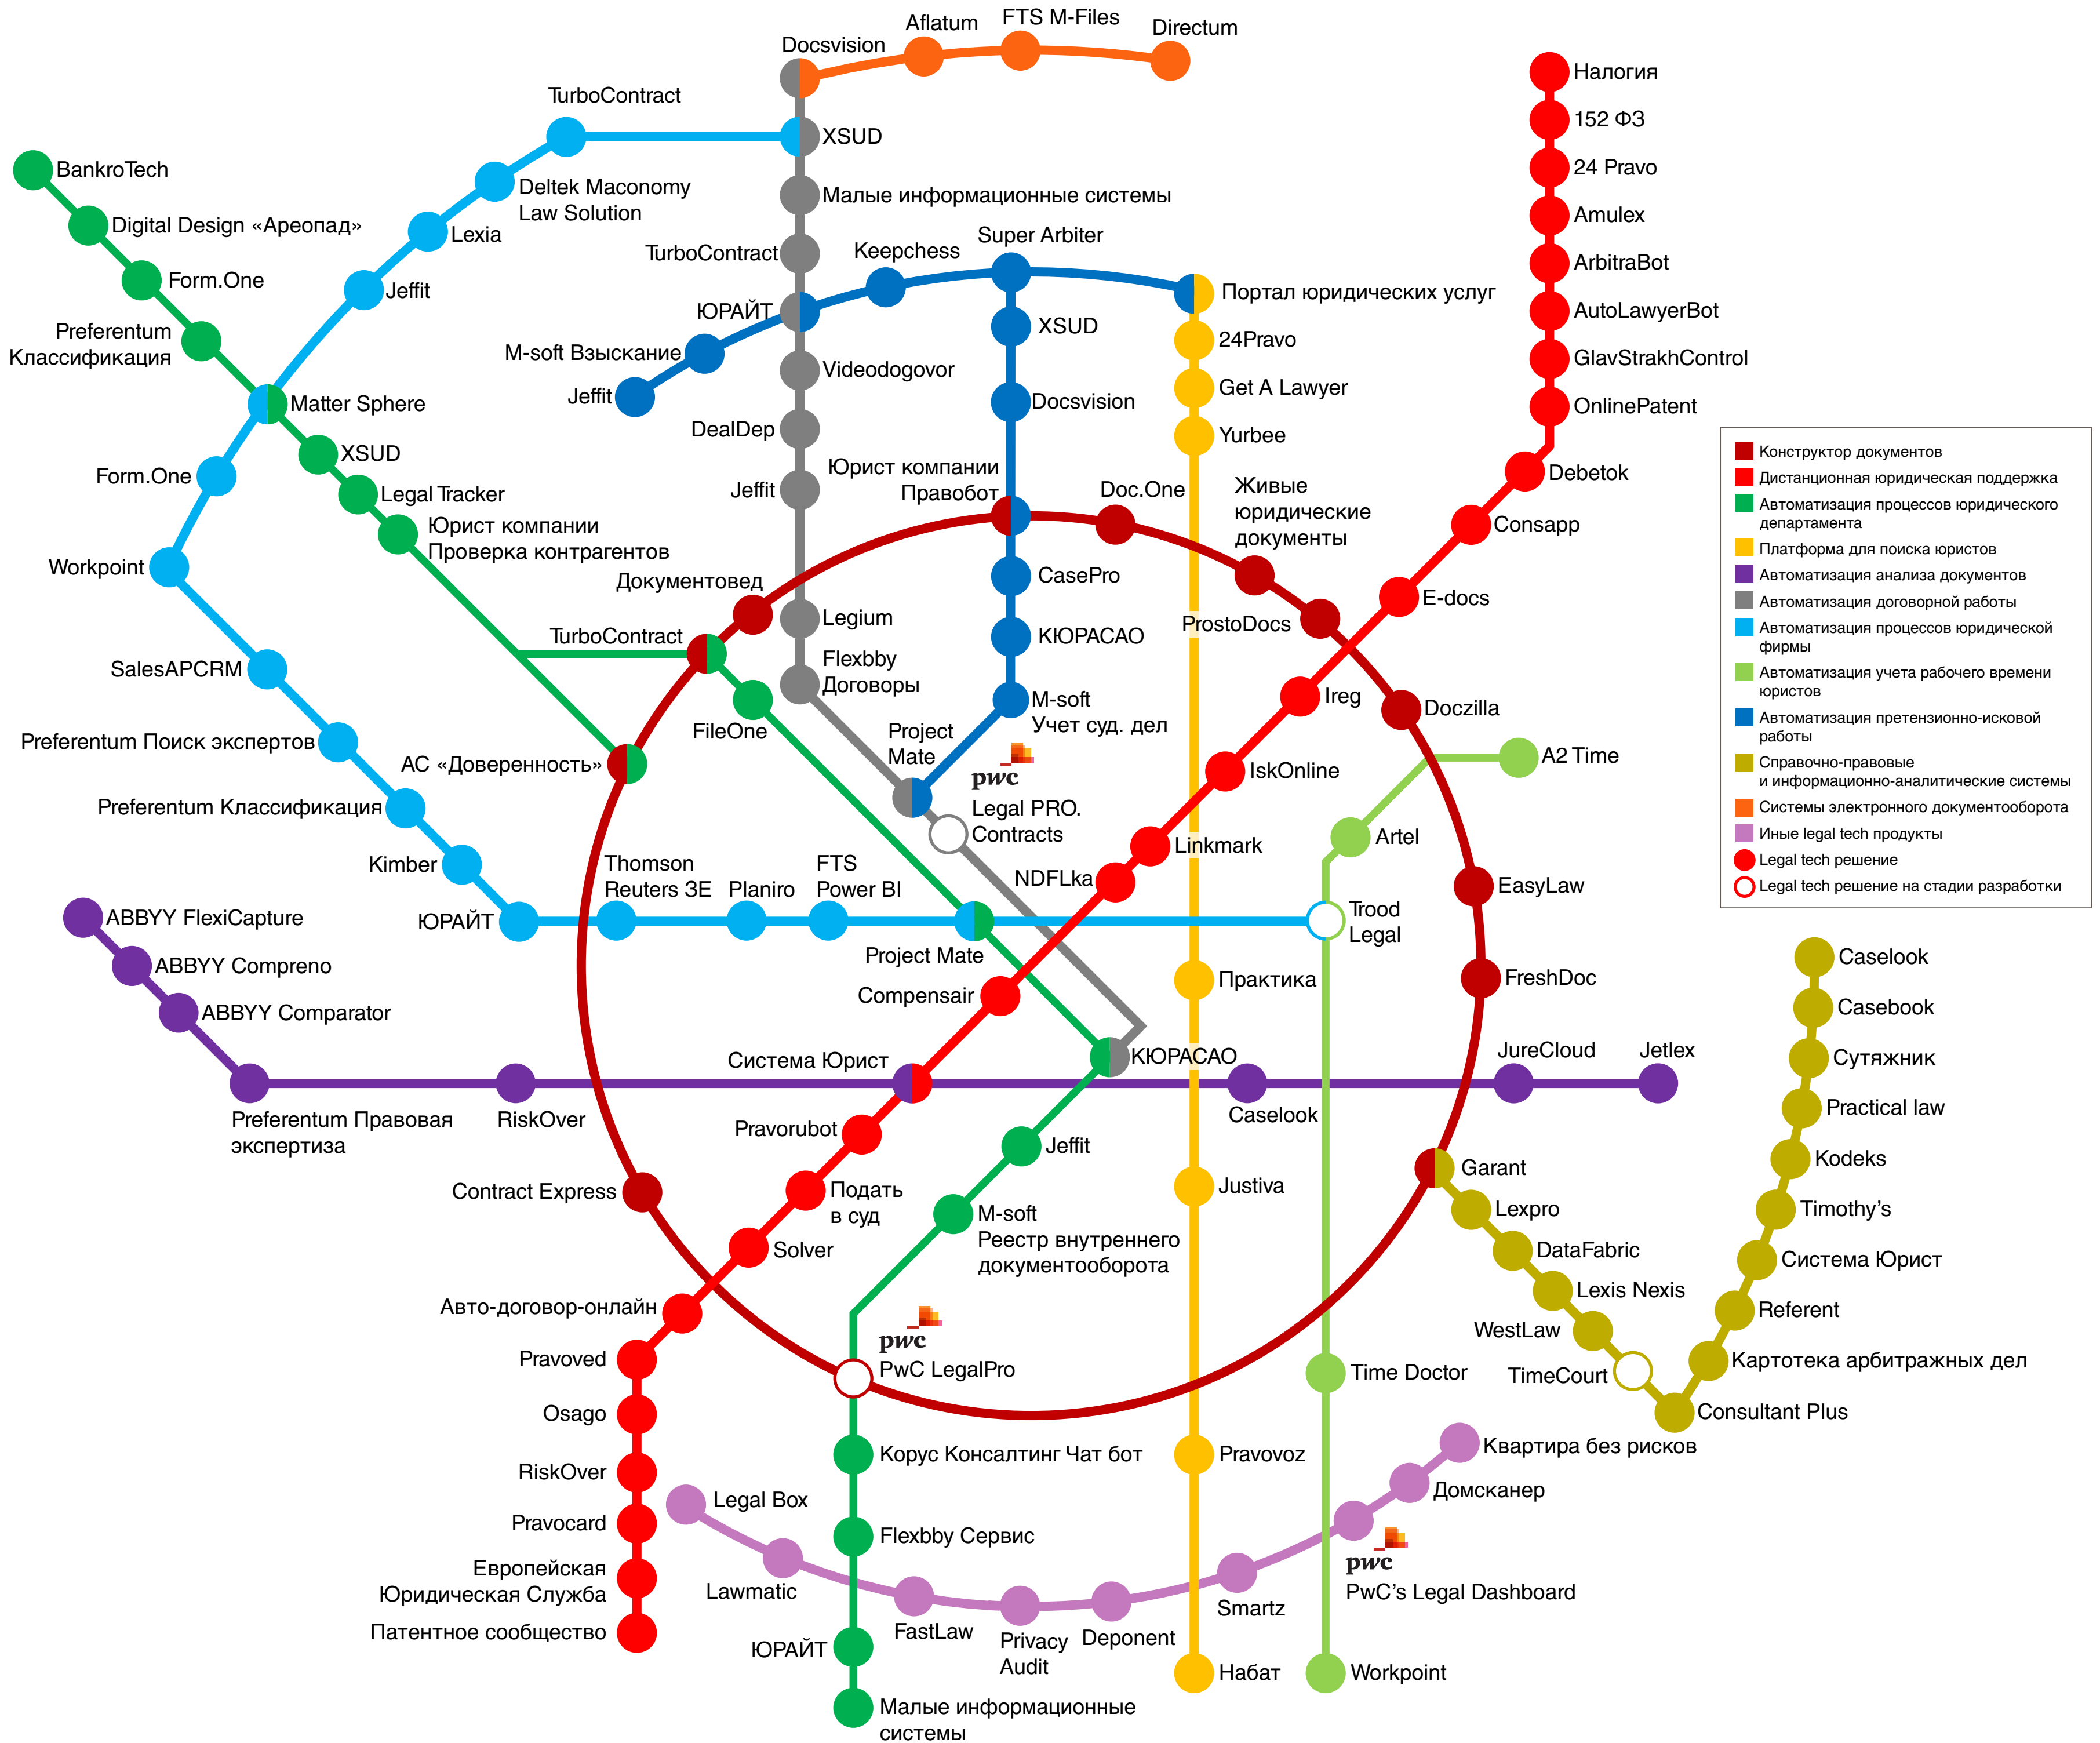 Docsvision
Aflatum
FTS M-Files
Directum
TurboContract
XSUD
Малые информационные системы
TurboContract
Deltek Maconomy
Law Solution
Lexia
Jeffit
BankroTech
Digital Design «Ареопад»
Form.One
Preferentum
Классификация
Matter Sphere
XSUD
Legal Tracker
Юрист компании
Проверка контрагентов
Form.One
Workpoint
SalesAPCRM
Preferentum Поиск экспертов
Preferentum Классификация
Kimber
ЮРАЙТ
Thomson
Reuters 3E
Planiro
FTS
Power BI
Project Mate
Keepchess
Super Arbiter
ЮРАЙТ
M-soft Взыскание
Jeffit
Videodogovor
DealDep
Jeffit
Legium
Flexbby
Договоры
Project
Mate
pwc
Legal PRO.
Contracts
XSUD
Docsvision
Юрист компании
Правобот
CasePro
КЮРАСАО
M-soft
Учет суд. дел
Портал юридических услуг
24Pravo
Get A Lawyer
Yurbee
Doc.One
Живые
юридические
документы
ProstoDocs
Doczilla
EasyLaw
FreshDoc
Документовед
TurboContract
FileOne
АС «Доверенность»
Налогия
152 ФЗ
24 Pravo
Amulex
ArbitraBot
AutoLawyerBot
GlavStrakhControl
OnlinePatent
Debetok
Consapp
E-docs
Ireg
IskOnline
Linkmark
NDFLka
Compensair
Система Юрист
Pravorubot
Подать
в суд
Solver
Авто-договор-онлайн
Pravoved
Osago
RiskOver
Pravocard
Европейская
Юридическая Служба
Патентное сообщество
Конструктор документов
Дистанционная юридическая поддержка
Автоматизация процессов юридического
департамента
Платформа для поиска юристов
Автоматизация анализа документов
Автоматизация договорной работы
Автоматизация процессов юридической
фирмы
Автоматизация учета рабочего времени
юристов
Автоматизация претензионно-исковой
работы
Справочно-правовые
и информационно-аналитические системы
Системы электронного документооборота
Иные legal tech продукты
Legal tech решение
Legal tech решение на стадии разработки
A2 Time
Artel
Trood
Legal
Time Doctor
Workpoint
ABBYY FlexiCapture
ABBYY Compreno
ABBYY Comparator
Preferentum Правовая
экспертиза
RiskOver
Caselook
JureCloud
Jetlex
КЮРАСАО
Jeffit
M-soft
Реестр внутреннего
документооборота
pwc
PwC LegalPro
Корус Консалтинг Чат бот
Flexbby Сервис
ЮРАЙТ
Малые информационные
системы
Contract Express
Практика
Justiva
Pravovoz
Набат
Garant
Lexpro
DataFabric
Lexis Nexis
WestLaw
TimeCourt
Consultant Plus
Картотека арбитражных дел
Referent
Система Юрист
Timothy’s
Kodeks
Practical law
Сутяжник
Casebook
Caselook
Legal Box
Lawmatic
FastLaw
Privacy
Audit
Deponent
Smartz
pwc
PwC’s Legal Dashboard
Домсканер
Квартира без рисков